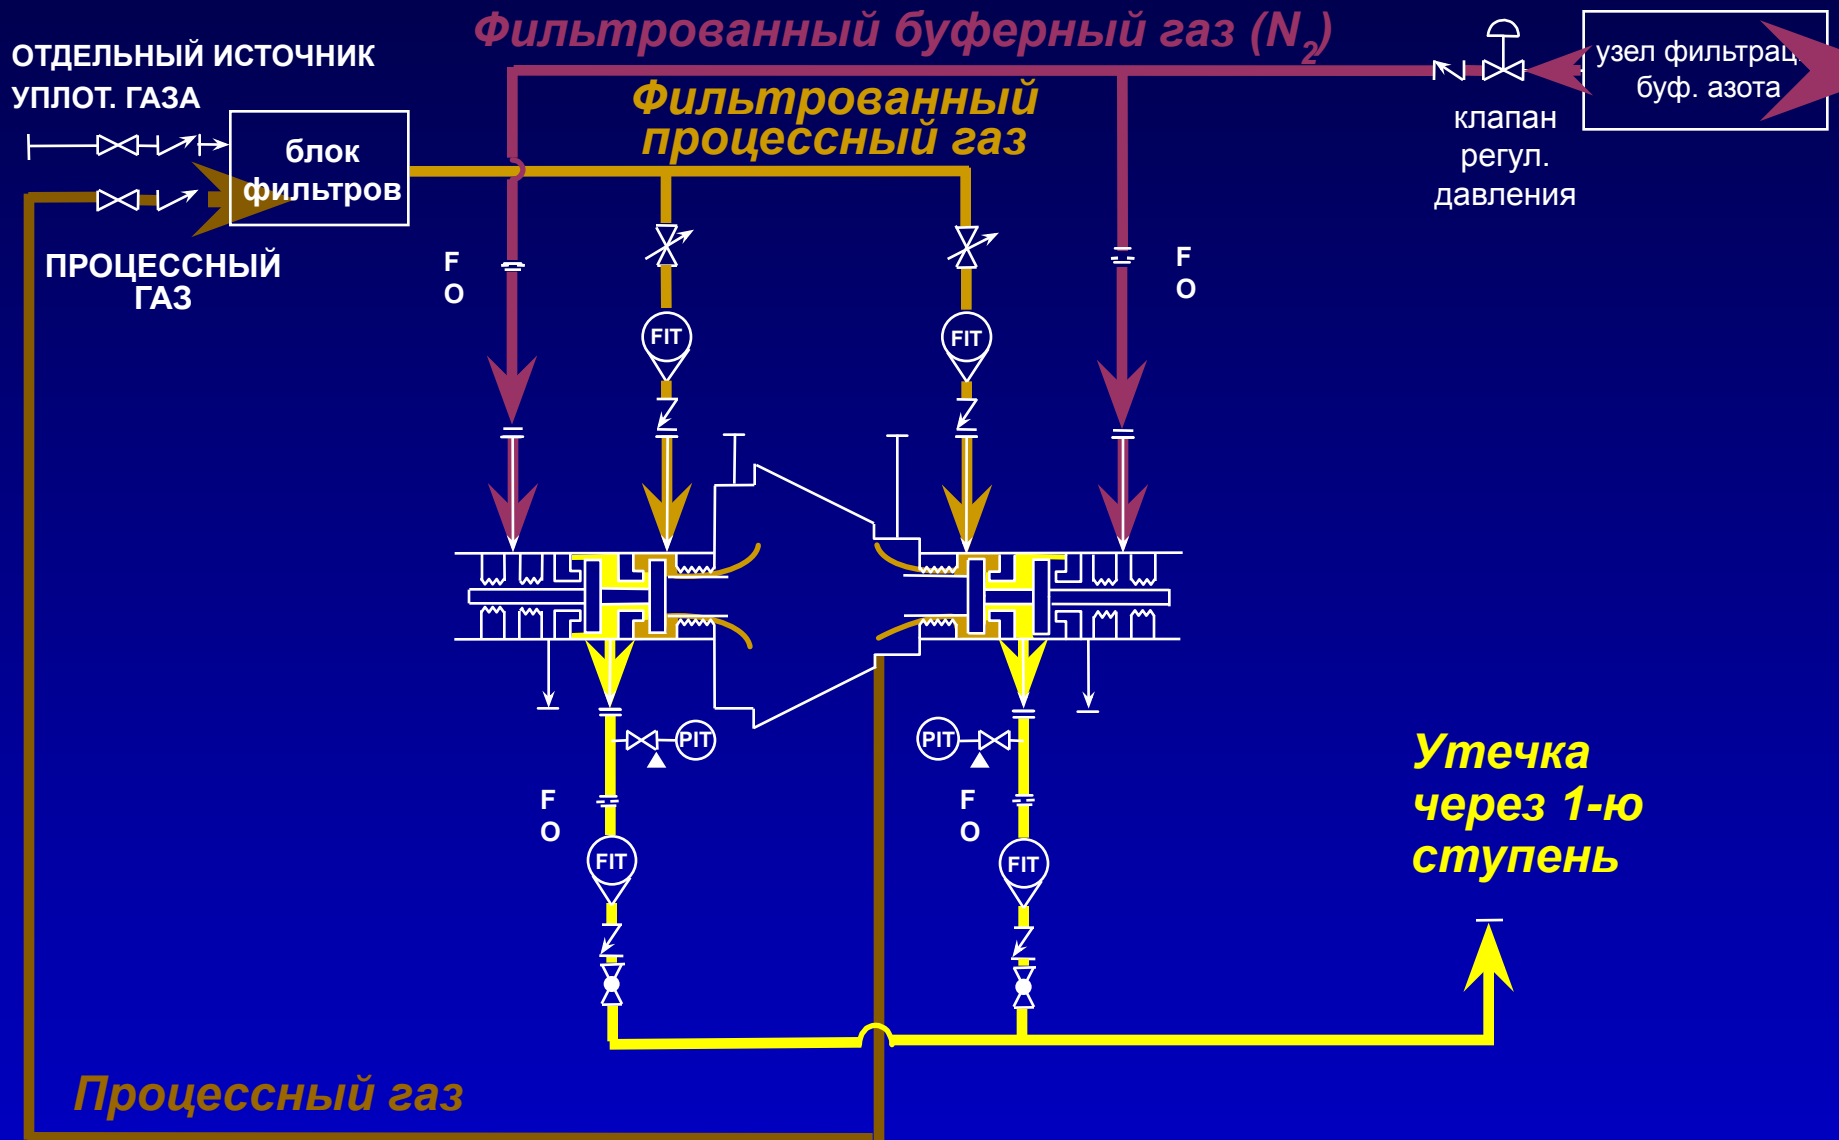 Фильтрованный буферный газ (N2)
ОТДЕЛЬНЫЙ ИСТОЧНИК
УПЛОТ. ГАЗА
узел фильтрац
буф. азота
Фильтрованный
процессный газ
клапан
регул.
давления
блок
фильтров
ПРОЦЕССНЫЙ
ГАЗ
F
O
F
O
FIT
FIT
PIT
PIT
F
O
F
O
FIT
FIT
Утечка
через 1-ю
ступень
Процессный газ